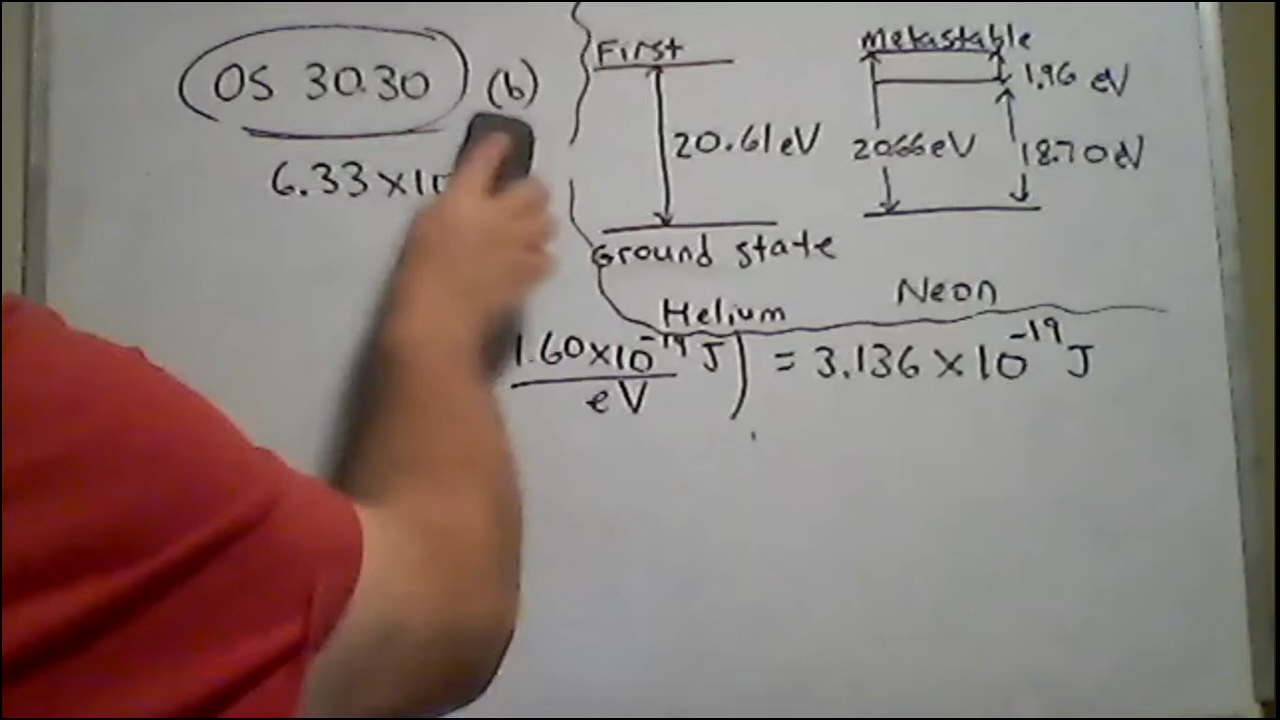 OS 30.30 (b)
6.33×10
First
20.61eV
Ground state
Helium
Metastable
1.96 eV
20.66eV
18.70eV
Neon
1.60×10⁻¹⁹ J
eV
) = 3.136×10⁻¹⁹ J